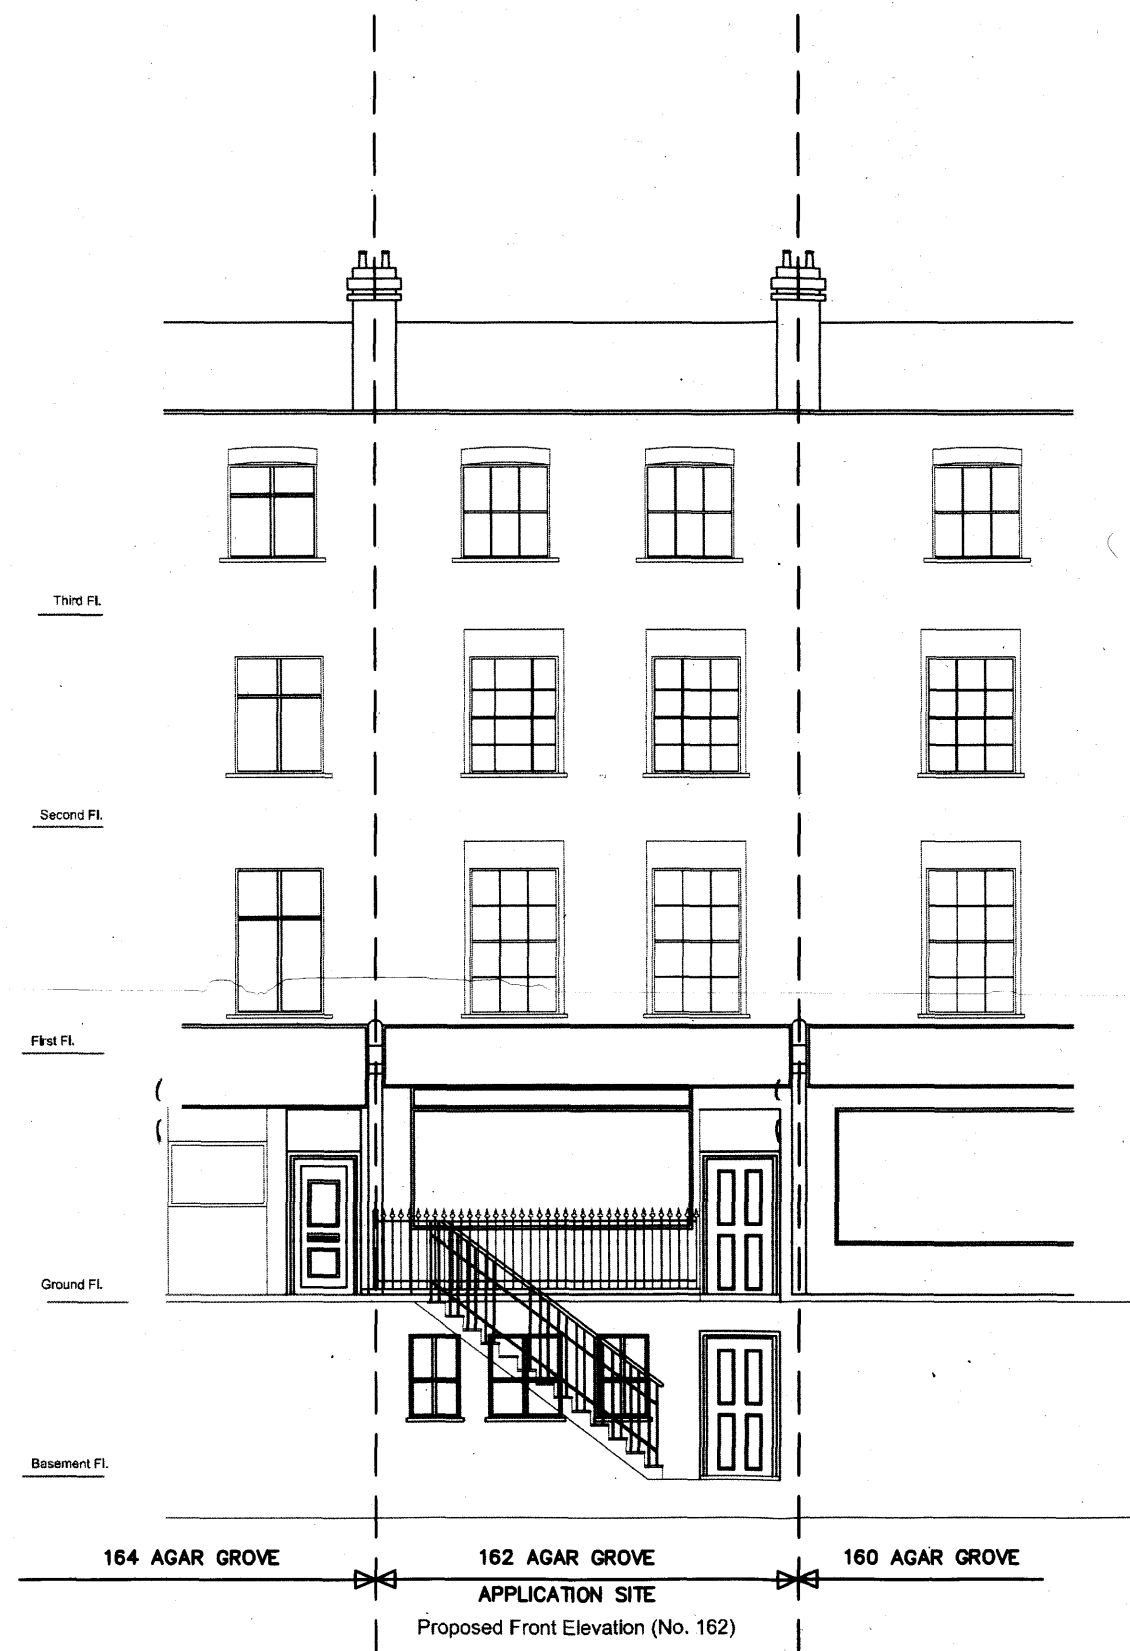 Third Fl.
Second Fl.
First Fl.
Ground Fl.
Basement Fl.
164 AGAR GROVE
162 AGAR GROVE
160 AGAR GROVE
APPLICATION SITE
Proposed Front Elevation (No. 162)